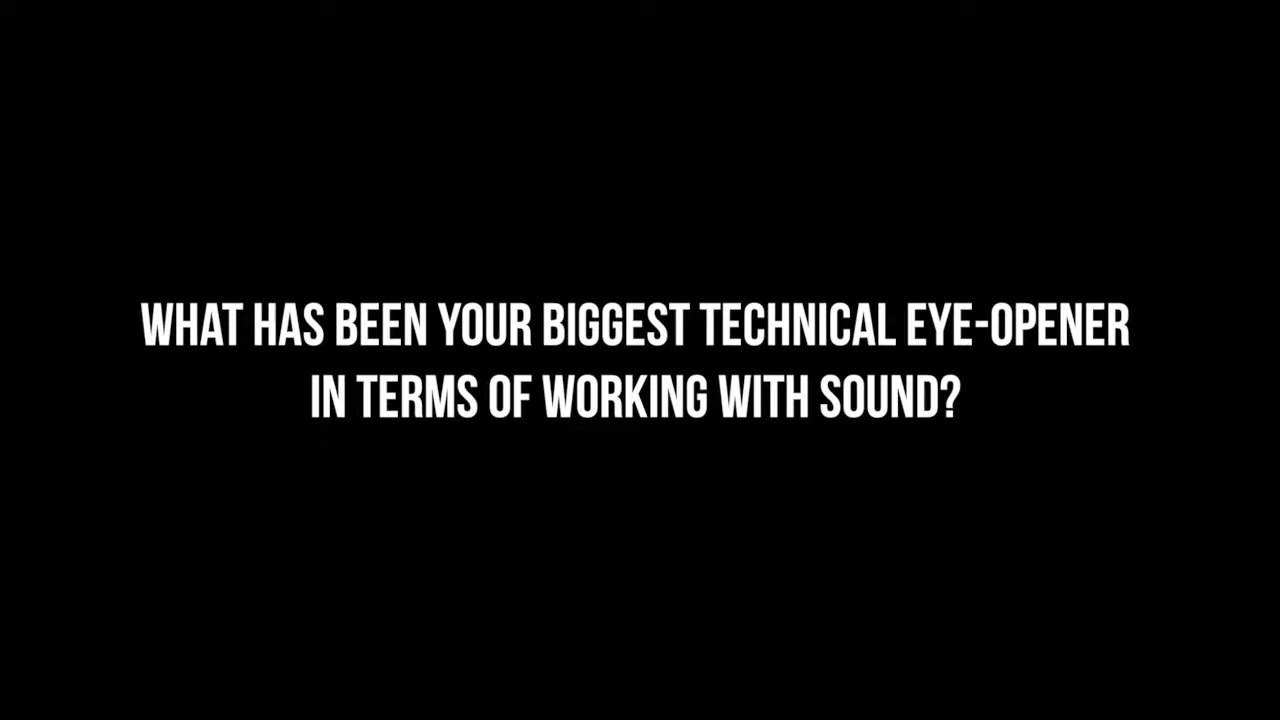 WHAT HAS BEEN YOUR BIGGEST TECHNICAL EYE-OPENER
IN TERMS OF WORKING WITH SOUND?